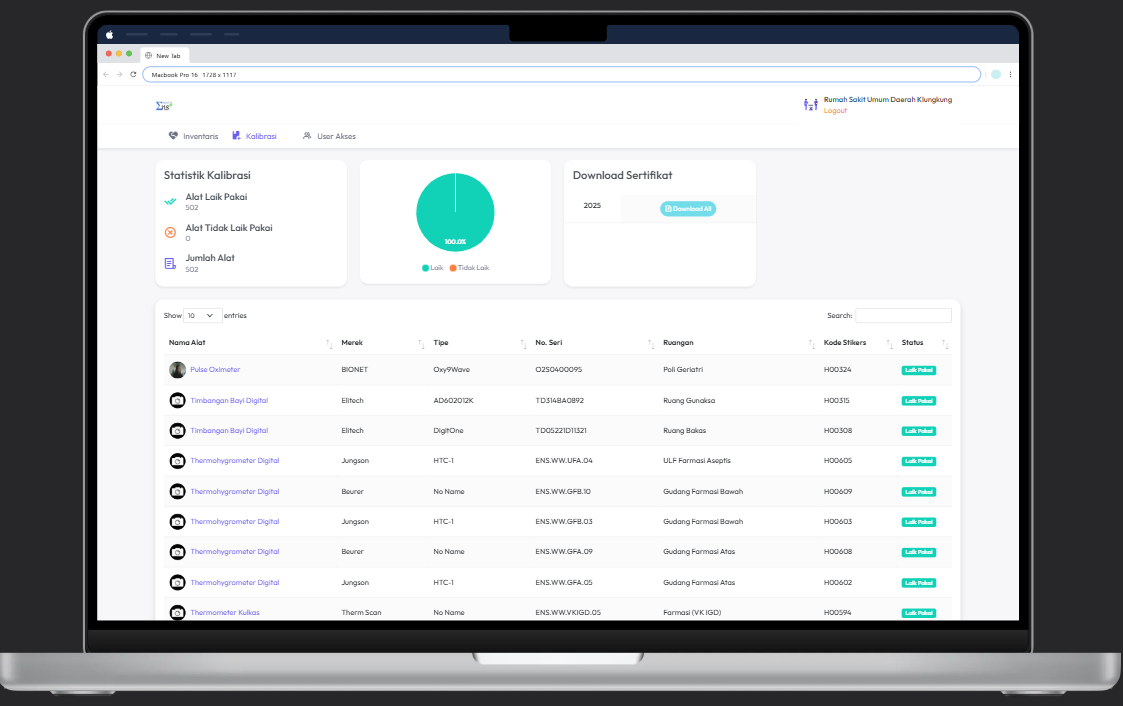 New Tab
Macbook Pro 16 1728 x 1117
Rumah Sakit Umum Daerah Klungkung
Logout
Inventaris Kalibrasi User Akses
Statistik Kalibrasi
Alat Laik Pakai
502
Alat Tidak Laik Pakai
0
Jumlah Alat
502
100.0%
Laik Tidak Laik
Download Sertifikat
2025 Download All
Show 10 entries Search:
Nama Alat Merek Tipe No. Seri Ruangan Kode Stikers Status
Pulse Oximeter BIONET Oxy9Wave O2S0400095 Poli Geriatri H00324 Laik Pakai
Timbangan Bayi Digital Elitech AD602012K TD314BA0892 Ruang Gunaksa H00315 Laik Pakai
Timbangan Bayi Digital Elitech DigitOne TD05221D11321 Ruang Bakas H00308 Laik Pakai
Thermohygrometer Digital Jungson HTC-1 ENS.WW.UFA.04 ULF Farmasi Aseptis H00605 Laik Pakai
Thermohygrometer Digital Beurer No Name ENS.WW.GFB.10 Gudang Farmasi Bawah H00609 Laik Pakai
Thermohygrometer Digital Jungson HTC-1 ENS.WW.GFB.03 Gudang Farmasi Bawah H00603 Laik Pakai
Thermohygrometer Digital Beurer No Name ENS.WW.GFA.09 Gudang Farmasi Atas H00608 Laik Pakai
Thermohygrometer Digital Jungson HTC-1 ENS.WW.GFA.05 Gudang Farmasi Atas H00602 Laik Pakai
Thermometer Kulkas Therm Scan No Name ENS.WW.VKIGD.05 Farmasi (VK IGD) H00594 Laik Pakai